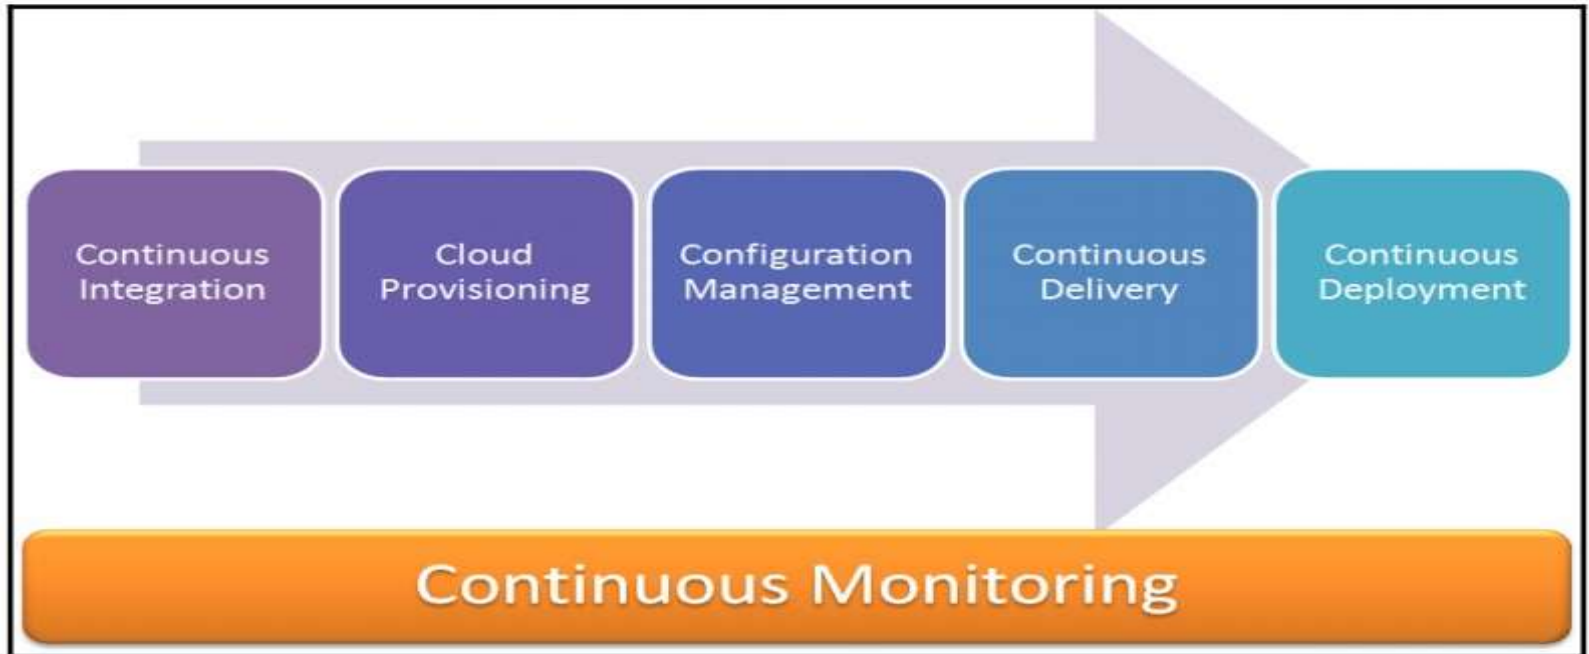 Continuous
Integration
Cloud
Provisioning
Configuration
Management
Continuous
Delivery
Continuous
Deployment
Continuous Monitoring